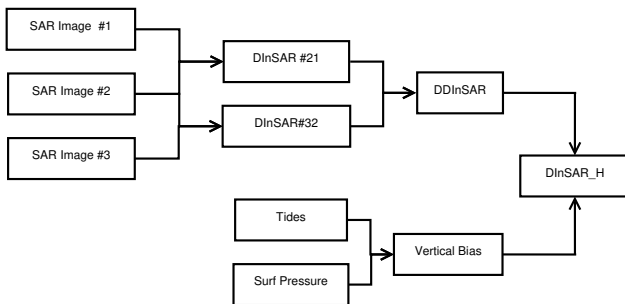 SAR Image #1
DInSAR #21
SAR Image #2
DDInSAR
DInSAR#32
SAR Image #3
DInSAR_H
Tides
Vertical Bias
Surf Pressure